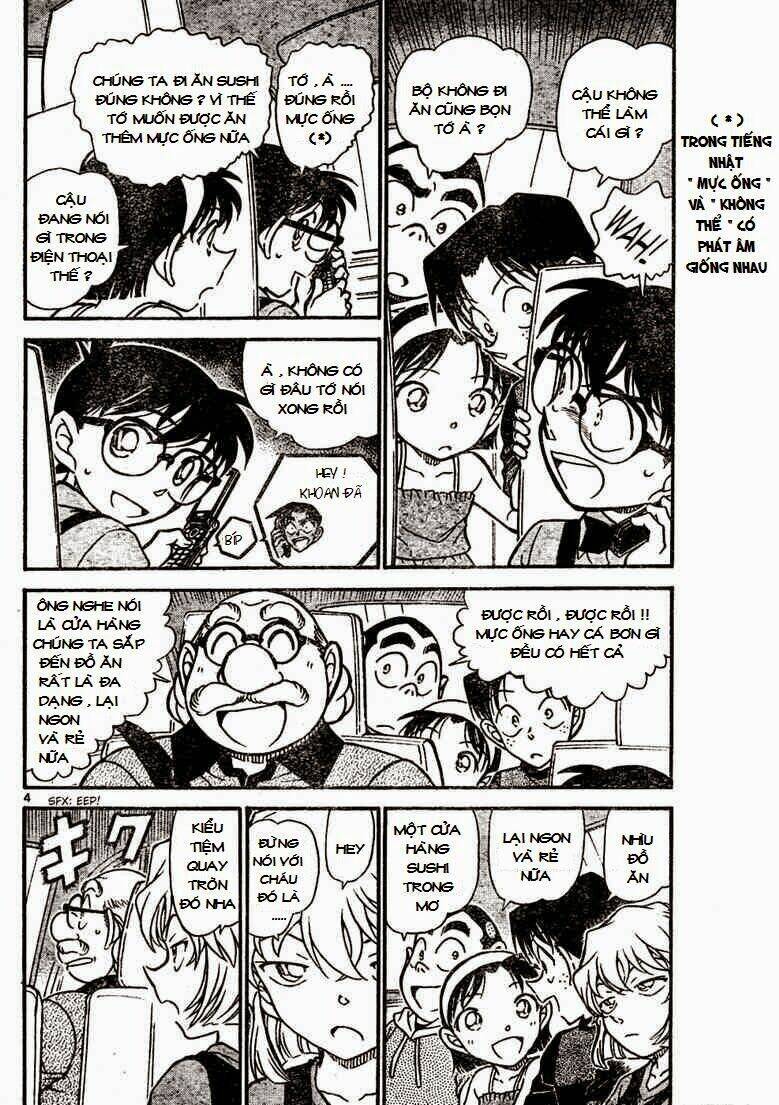 CẬU KHÔNG
THỂ LÀM
CÁI GÌ ?
BỘ KHÔNG ĐI
ĂN CÙNG BỌN
TỚ À ?
WAH!
( * )
TRONG TIẾNG
NHẬT
" MỰC ỐNG "
VÀ " KHÔNG
THỂ " CÓ
PHÁT ÂM
GIỐNG NHAU
TỚ , À ....
ĐÚNG RỒI
MỰC ỐNG
(*)
CHÚNG TA ĐI ĂN SUSHI
ĐÚNG KHÔNG ? VÌ THẾ
TỚ MUỐN ĐƯỢC ĂN
THÊM MỰC ỐNG NỮA
CẬU
ĐANG NÓI
GÌ TRONG
ĐIỆN THOẠI
THẾ ?
À , KHÔNG CÓ
GÌ ĐÂU TỚ NÓI
XONG RỒI
HEY !
KHOAN ĐÃ
BÍP
ĐƯỢC RỒI , ĐƯỢC RỒI !!
MỰC ỐNG HAY CÁ BƠN GÌ
ĐỀU CÓ HẾT CẢ
ÔNG NGHE NÓI
LÀ CỬA HÀNG
CHÚNG TA SẮP
ĐẾN ĐỒ ĂN
RẤT LÀ ĐA
DẠNG , LẠI
NGON
VÀ RẺ
NỮA
4
SFX: EEP!
NHÌU
ĐỒ
ĂN
LẠI NGON
VÀ RẺ
NỮA
MỘT CỬA
HÀNG
SUSHI
TRONG
MƠ
HEY
ĐỪNG
NÓI VỚI
CHÁU
ĐÓ LÀ
.....
KIỂU
TIỆM
QUAY
TRÒN
ĐÓ NHA
ギク